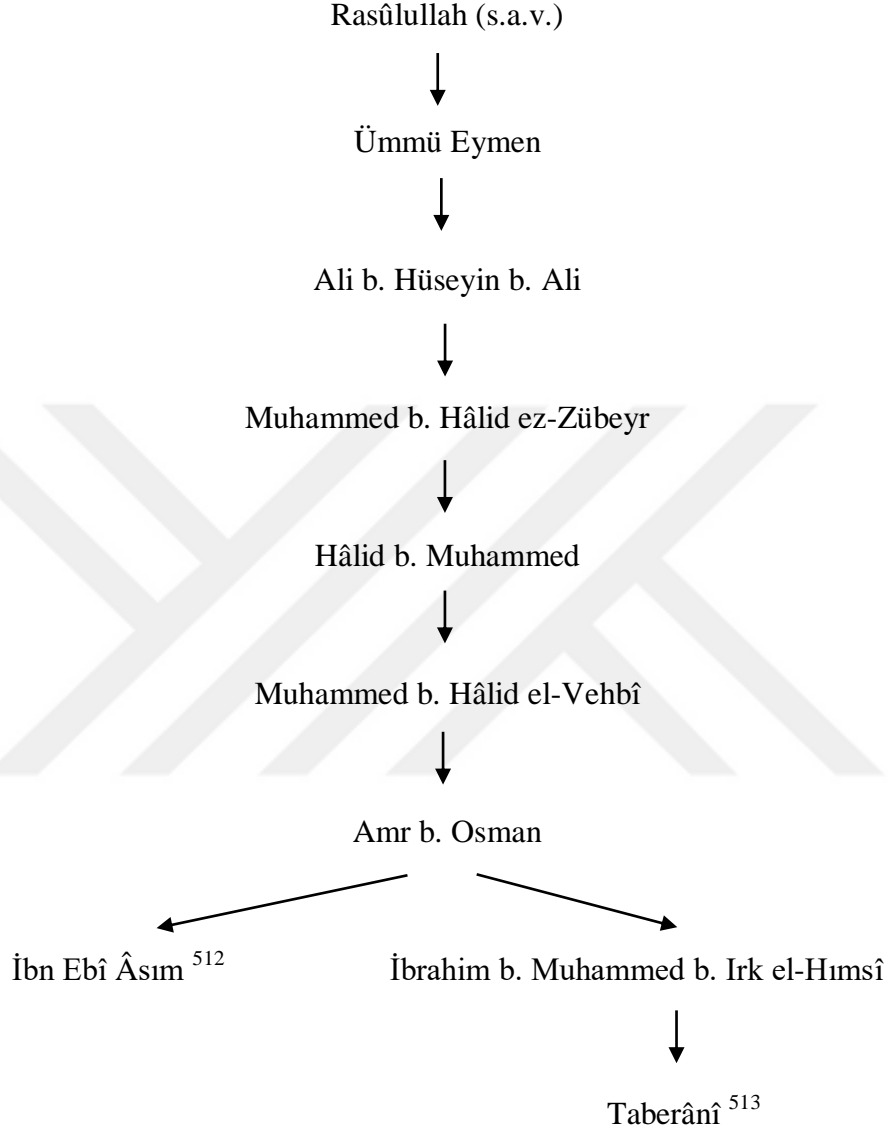 Rasûlullah (s.a.v.)
Ümmü Eymen
Ali b. Hüseyin b. Ali
Muhammed b. Hâlid ez-Zübeyr
Hâlid b. Muhammed
Muhammed b. Hâlid el-Vehbî
Amr b. Osman
İbn Ebî Âsım 512 İbrahim b. Muhammed b. Irk el-Hımsî
Taberânî 513